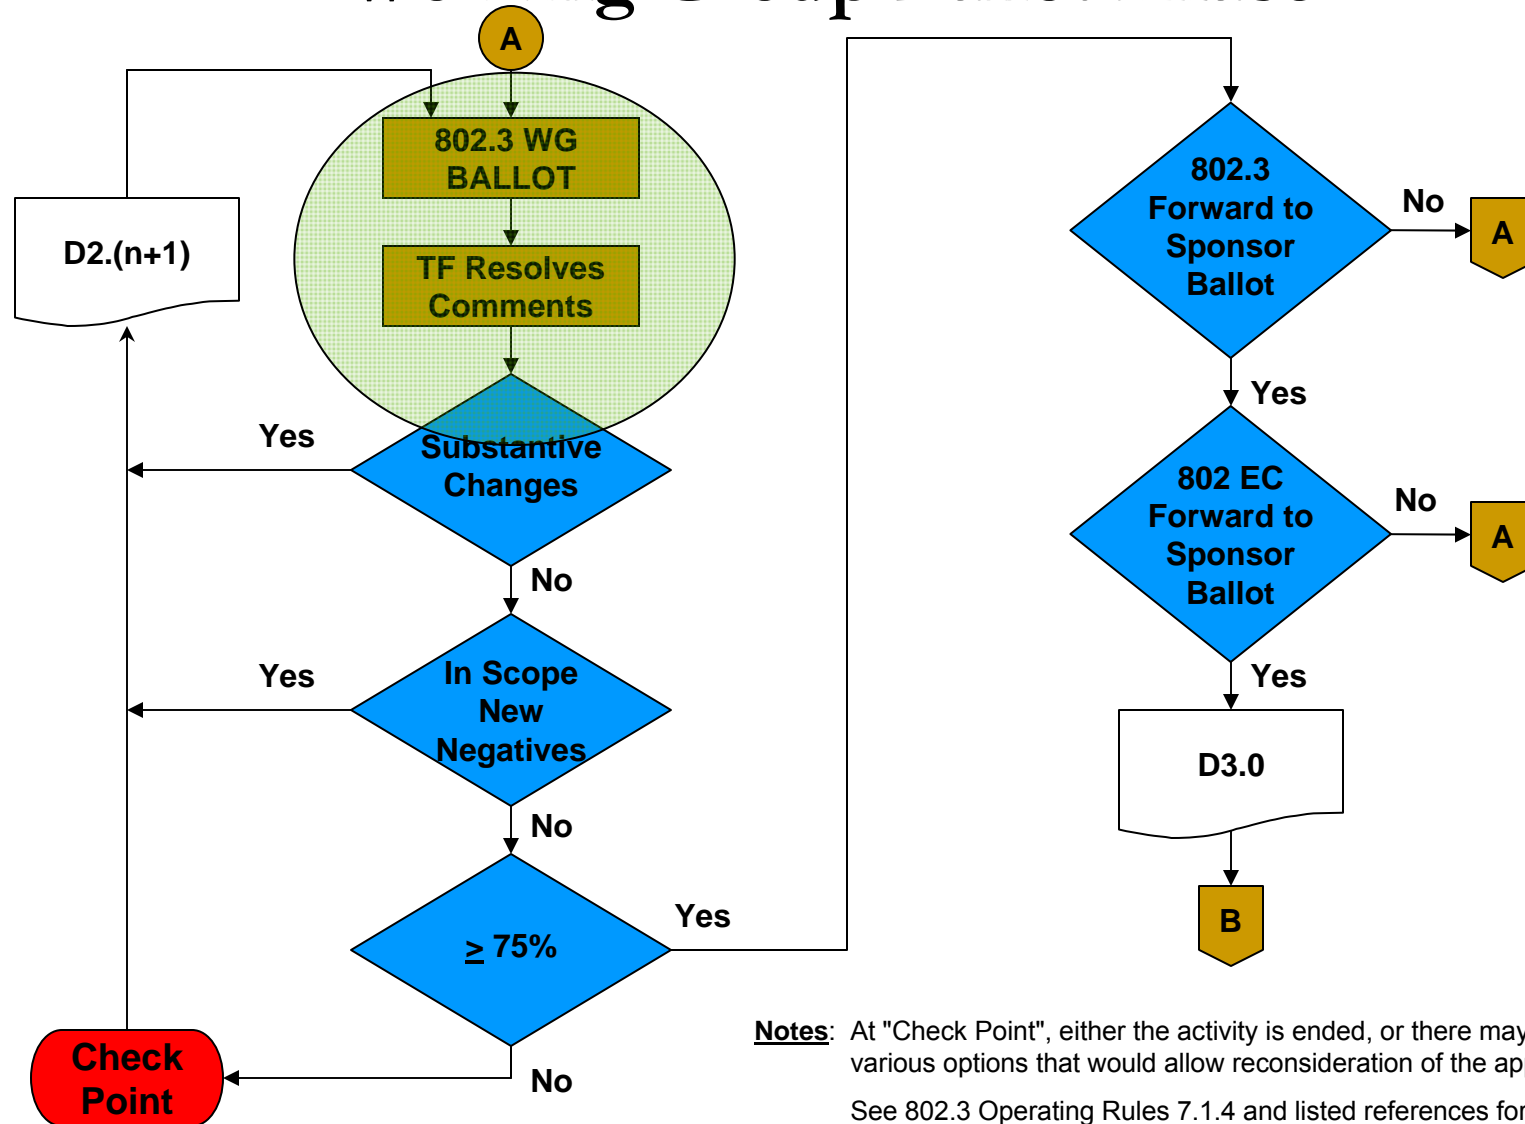 A
802.3 WG
BALLOT
TF Resolves
Comments
D2.(n+1)
Yes
Substantive
Changes
No
Yes
In Scope
New
Negatives
No
≥ 75%
Yes
No
Check
Point
802.3
Forward to
Sponsor
Ballot
No
A
Yes
802 EC
Forward to
Sponsor
Ballot
No
A
Yes
D3.0
B
Notes: At "Check Point", either the activity is ended, or there may
various options that would allow reconsideration of the
See 802.3 Operating Rules 7.1.4 and listed references for